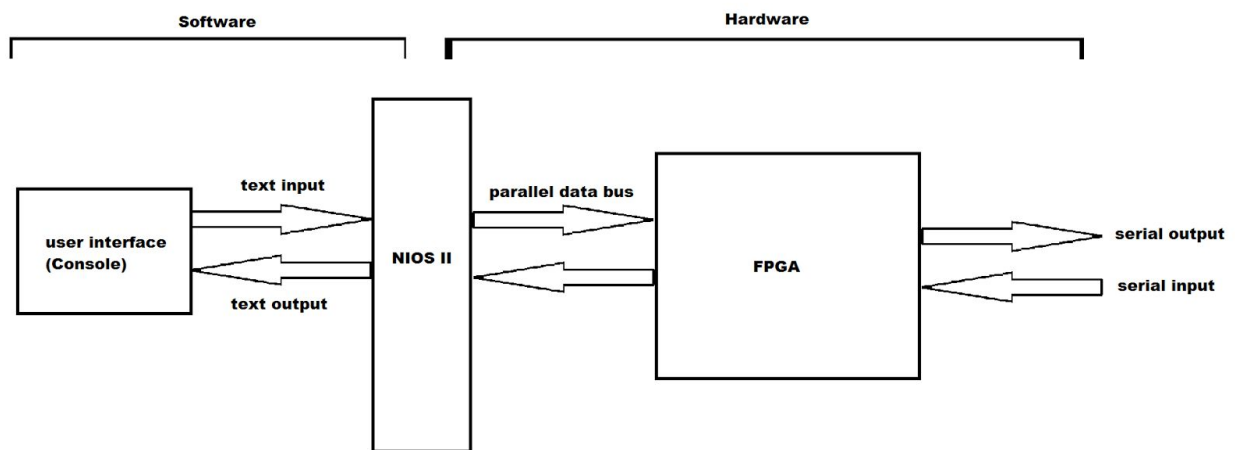 Software
Hardware
text input
parallel data bus
user interface
(Console)
NIOS II
FPGA
serial output
serial input
text output